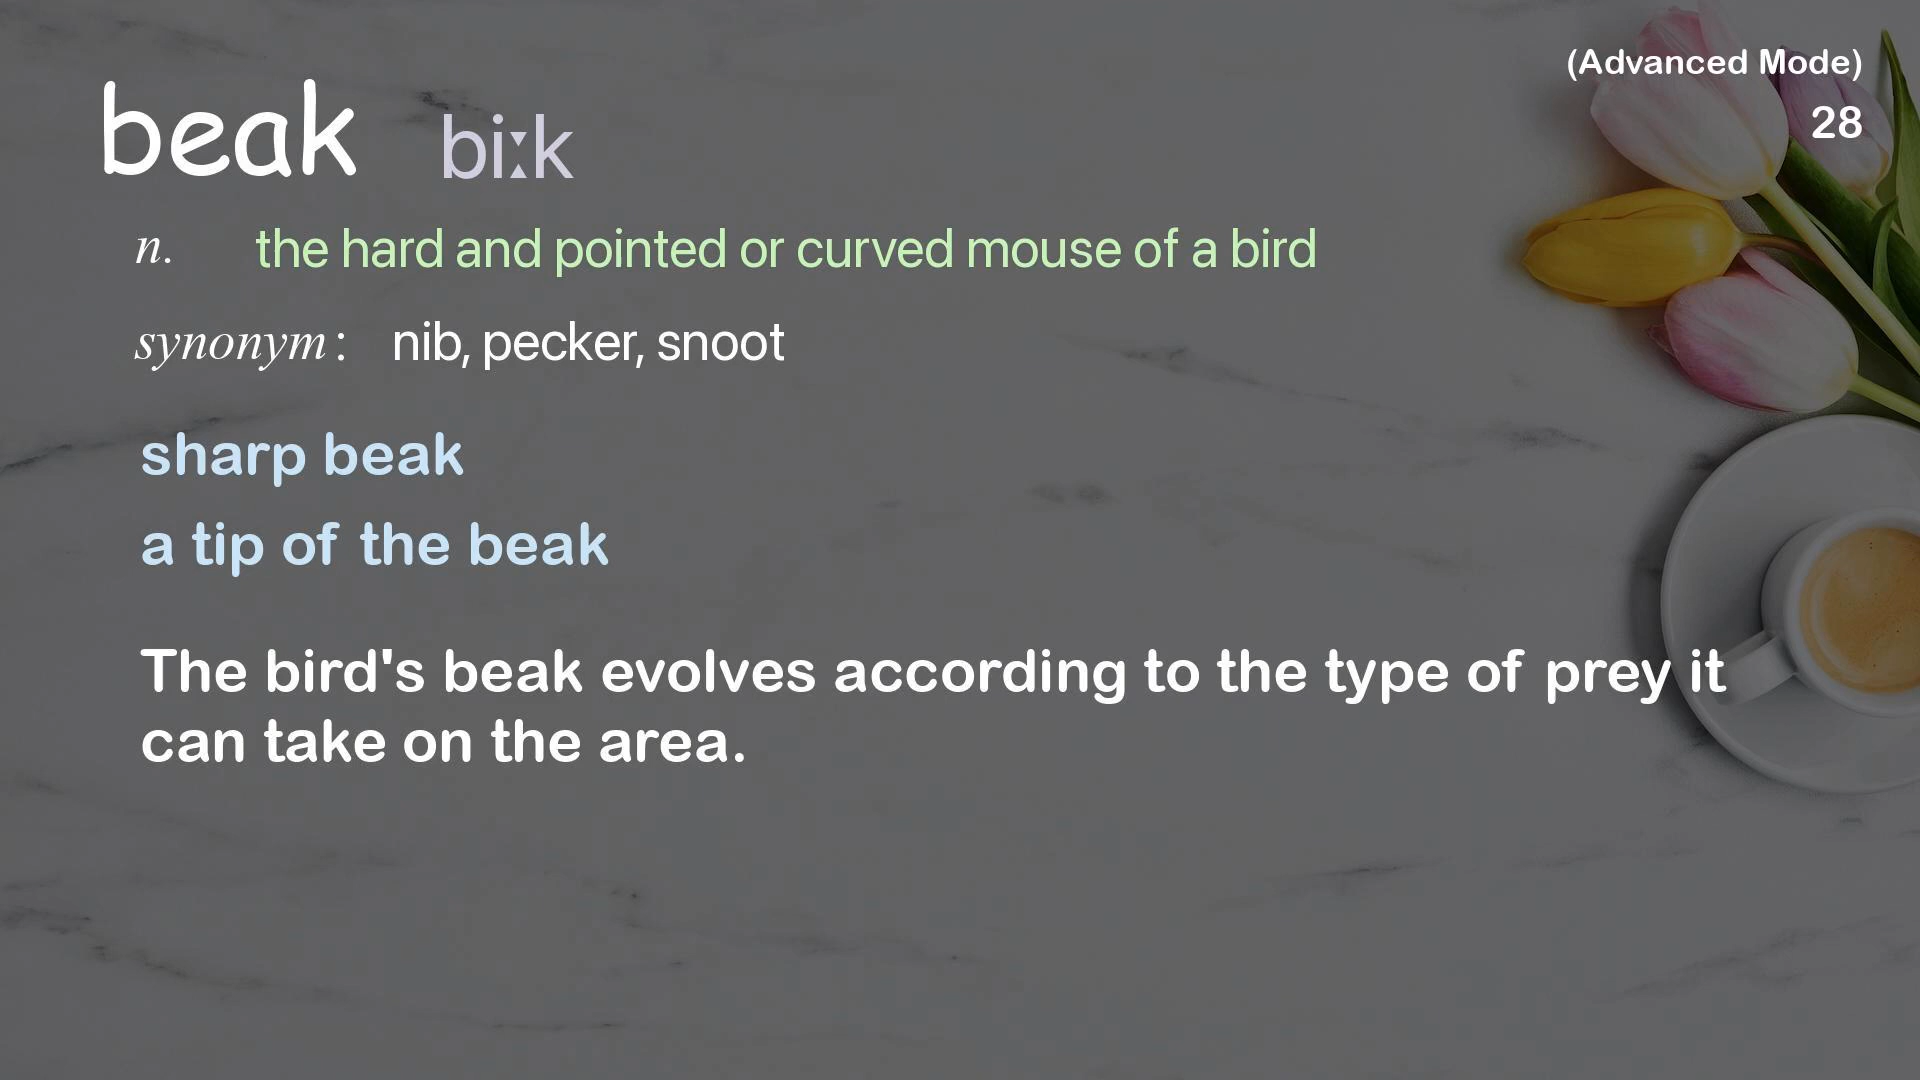 (Advanced Mode)
28
beak biːk
n. the hard and pointed or curved mouse of a bird
synonym : nib, pecker, snoot
sharp beak
a tip of the beak
The bird's beak evolves according to the type of prey it
can take on the area.